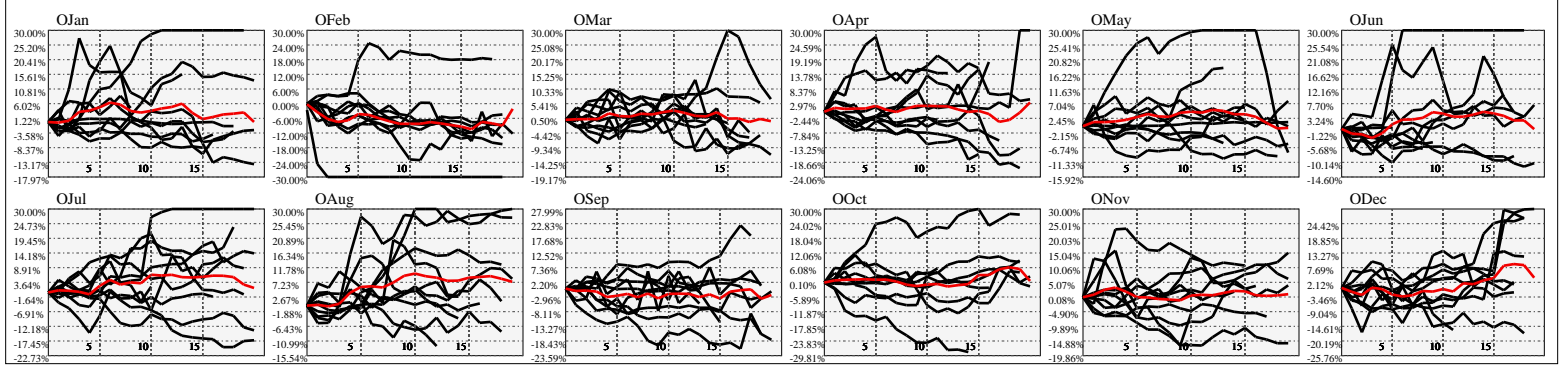 OJan OFeb OMar OApr OMay OJun
30.00% 30.00% 30.00% 30.00% 30.00% 30.00%
25.20% 24.00% 25.08% 24.59% 25.41% 25.54%
20.41% 18.00% 20.17% 19.19% 20.82% 21.08%
15.61% 12.00% 15.25% 13.78% 16.22% 16.62%
10.81% 6.00% 10.33% 8.37% 11.63% 12.16%
6.02% 0.00% 5.41% 2.97% 7.04% 7.70%
1.22% -6.00% 0.50% -2.44% 2.45% 3.24%
-3.58% -12.00% -4.42% -7.84% -2.15% -1.22%
-8.37% -18.00% -9.34% -13.25% -6.74% -5.68%
-13.17% -24.00% -14.25% -18.66% -11.33% -10.14%
-17.97% -30.00% -19.17% -24.06% -15.92% -14.60%
5 10 15 5 10 15 5 10 15 5 10 15 5 10 15 5 10 15
OJul OAug OSep OOct ONov ODec
30.00% 30.00% 27.99% 30.00% 30.00%
24.73% 25.45% 22.83% 24.02% 25.01% 24.42%
19.45% 20.89% 17.68% 18.04% 20.03% 18.85%
14.18% 16.34% 12.52% 12.06% 15.04% 13.27%
8.91% 11.78% 7.36% 6.08% 10.06% 7.69%
3.64% 7.23% 2.20% 0.10% 5.07% 2.12%
-1.64% 2.67% -2.96% -5.89% 0.08% -3.46%
-6.91% -1.88% -8.11% -11.87% -4.90% -9.04%
-12.18% -6.43% -13.27% -17.85% -9.89% -14.61%
-17.45% -10.99% -18.43% -23.83% -14.88% -20.19%
-22.73% -15.54% -23.59% -29.81% -19.86% -25.76%
5 10 15 5 10 15 5 10 15 5 10 15 5 10 15 5 10 15